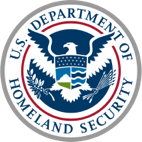 U.S. DEPARTMENT OF
HOMELAND SECURITY